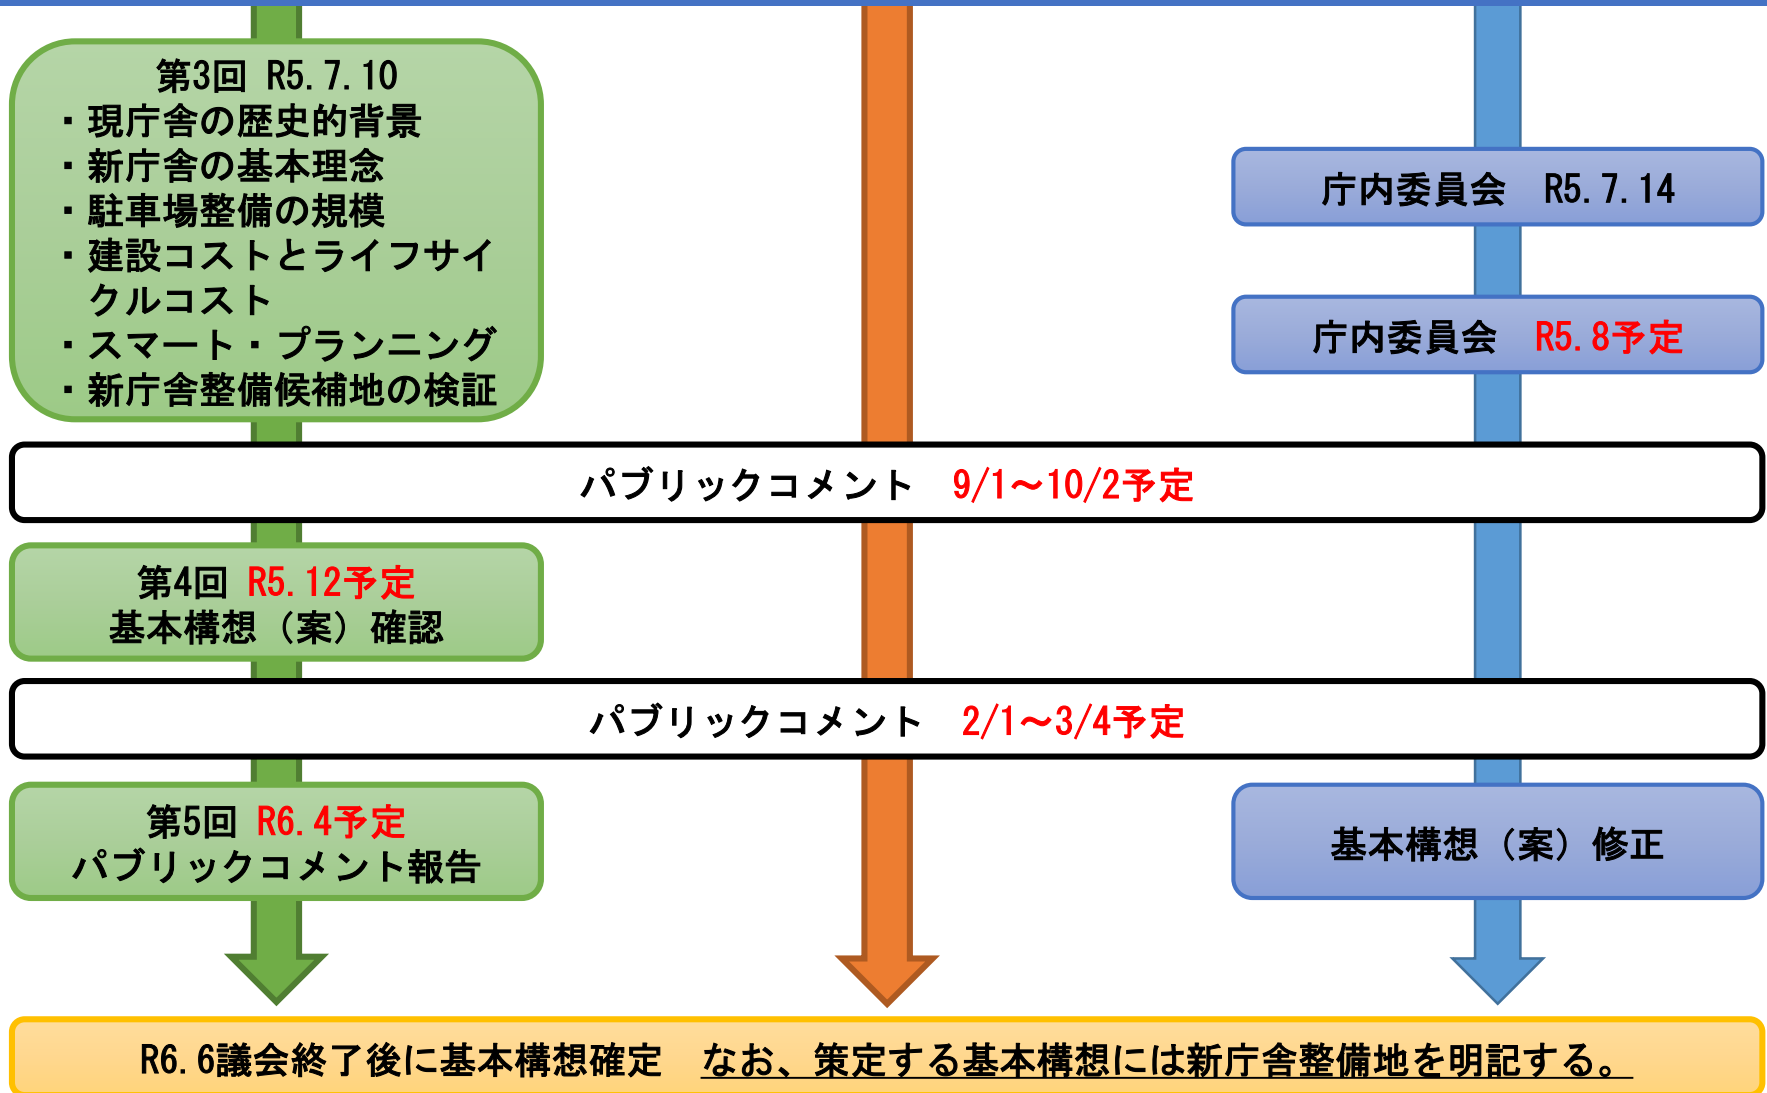 第3回 R5.7.10
・現庁舎の歴史的背景
・新庁舎の基本理念
・駐車場整備の規模
・建設コストとライフサイ
クルコスト
・スマート・プランニング
・新庁舎整備候補地の検証
庁内委員会　R5.7.14
庁内委員会　R5.8予定
パブリックコメント　9/1～10/2予定
第4回 R5.12予定
基本構想（案）確認
パブリックコメント　2/1～3/4予定
第5回 R6.4予定
パブリックコメント報告
基本構想（案）修正
R6.6議会終了後に基本構想確定　なお、策定する基本構想には新庁舎整備地を明記する。